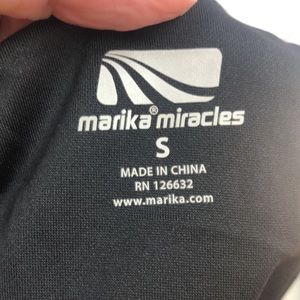 marika® miracles
S
MADE IN CHINA
RN 126632
www.marika.com